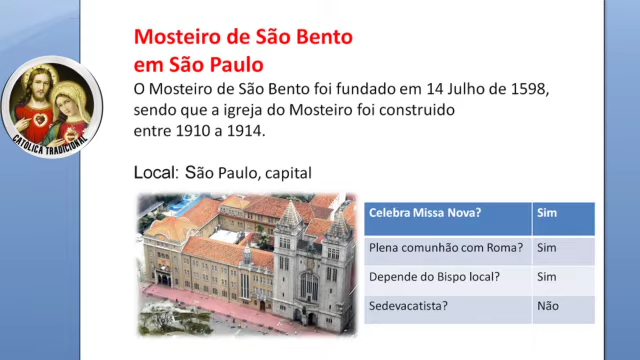 Mosteiro de São Bento
em São Paulo
O Mosteiro de São Bento foi fundado em 14 Julho de 1598,
sendo que a igreja do Mosteiro foi construido
entre 1910 a 1914.
CATÓLICA TRADICIONAL
Local: São Paulo, capital
Celebra Missa Nova? Sim
Plena comunhão com Roma? Sim
Depende do Bispo local? Sim
Sedevacatista? Não